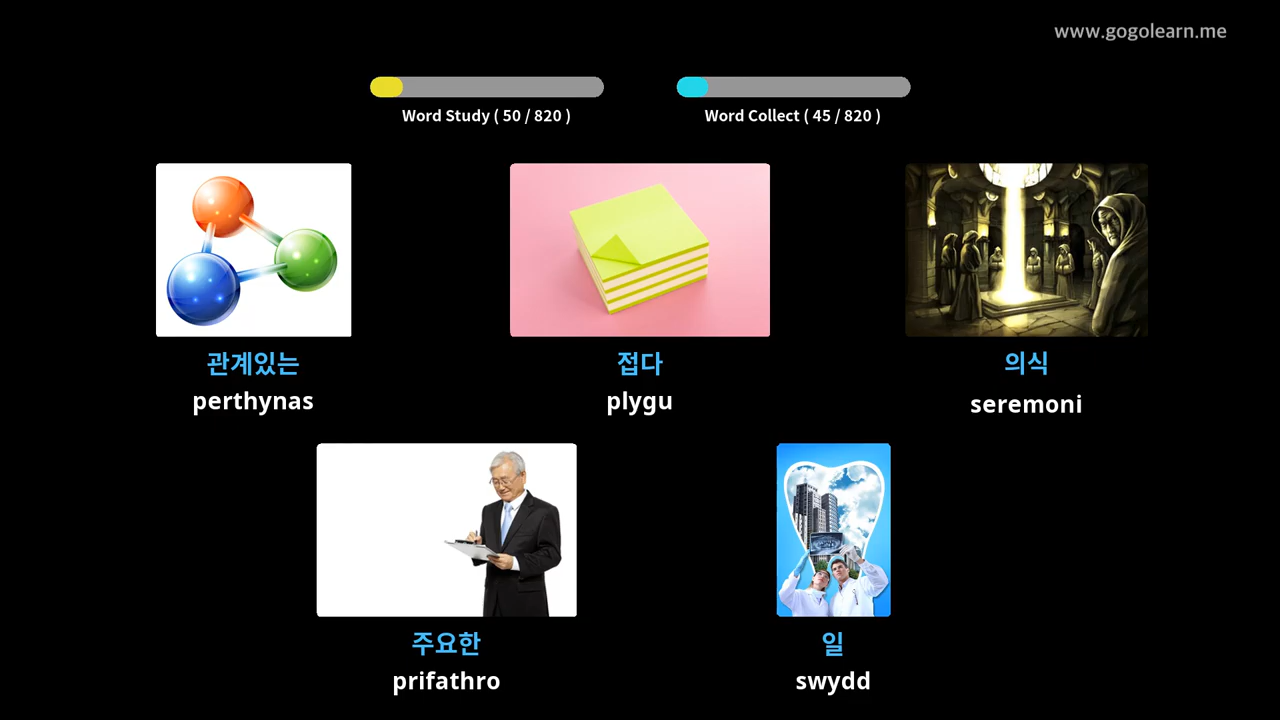 www.gogolearn.me
Word Study ( 50 / 820 )
Word Collect ( 45 / 820 )
관계있는
perthynas
접다
plygu
의식
seremoni
주요한
prifathro
일
swydd